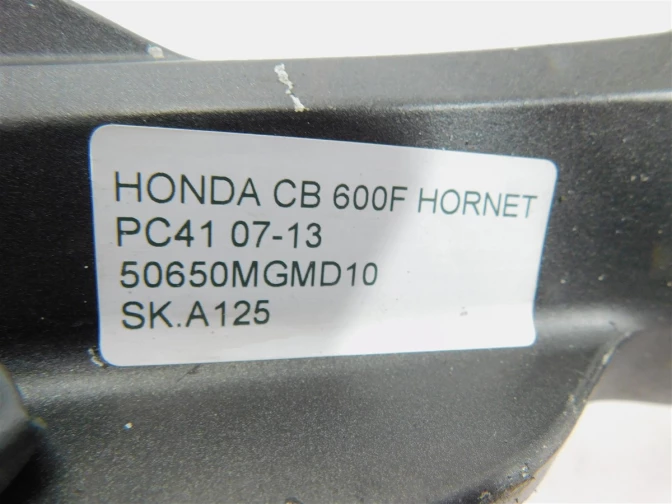 HONDA CB 600F HORNET
PC41 07-13
50650MGMD10
SK.A125